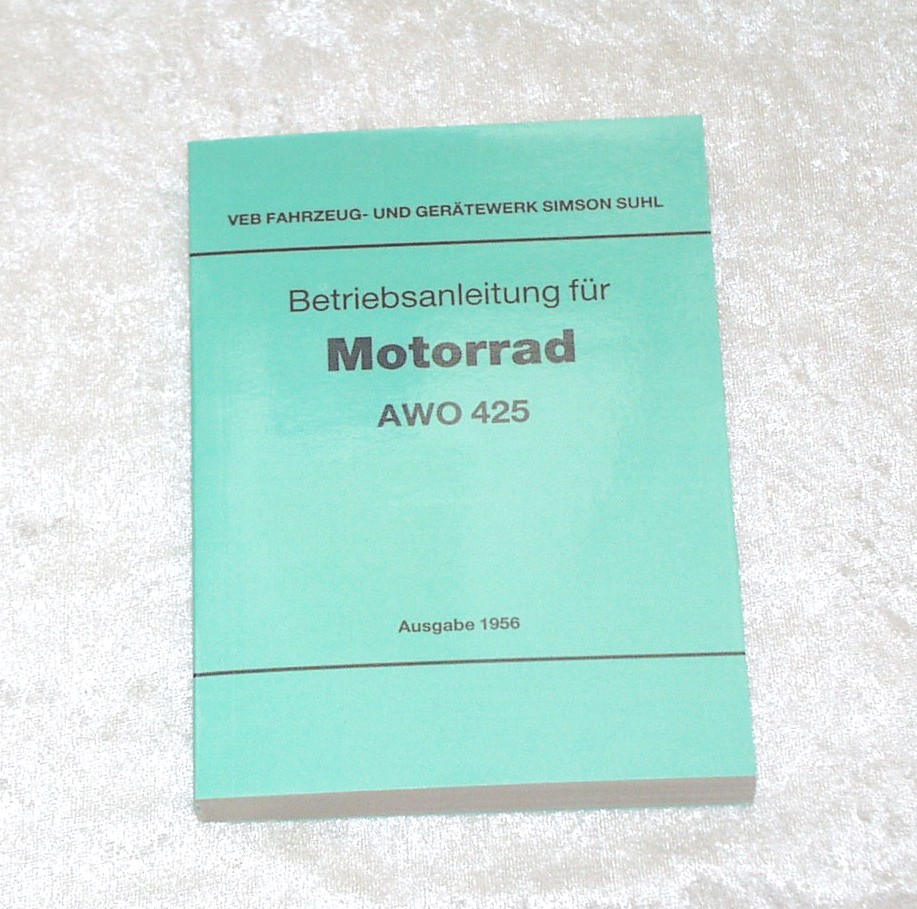 VEB FAHRZEUG- UND GERÄTEWERK SIMSON SUHL
Betriebsanleitung für
Motorrad
AWO 425
Ausgabe 1956